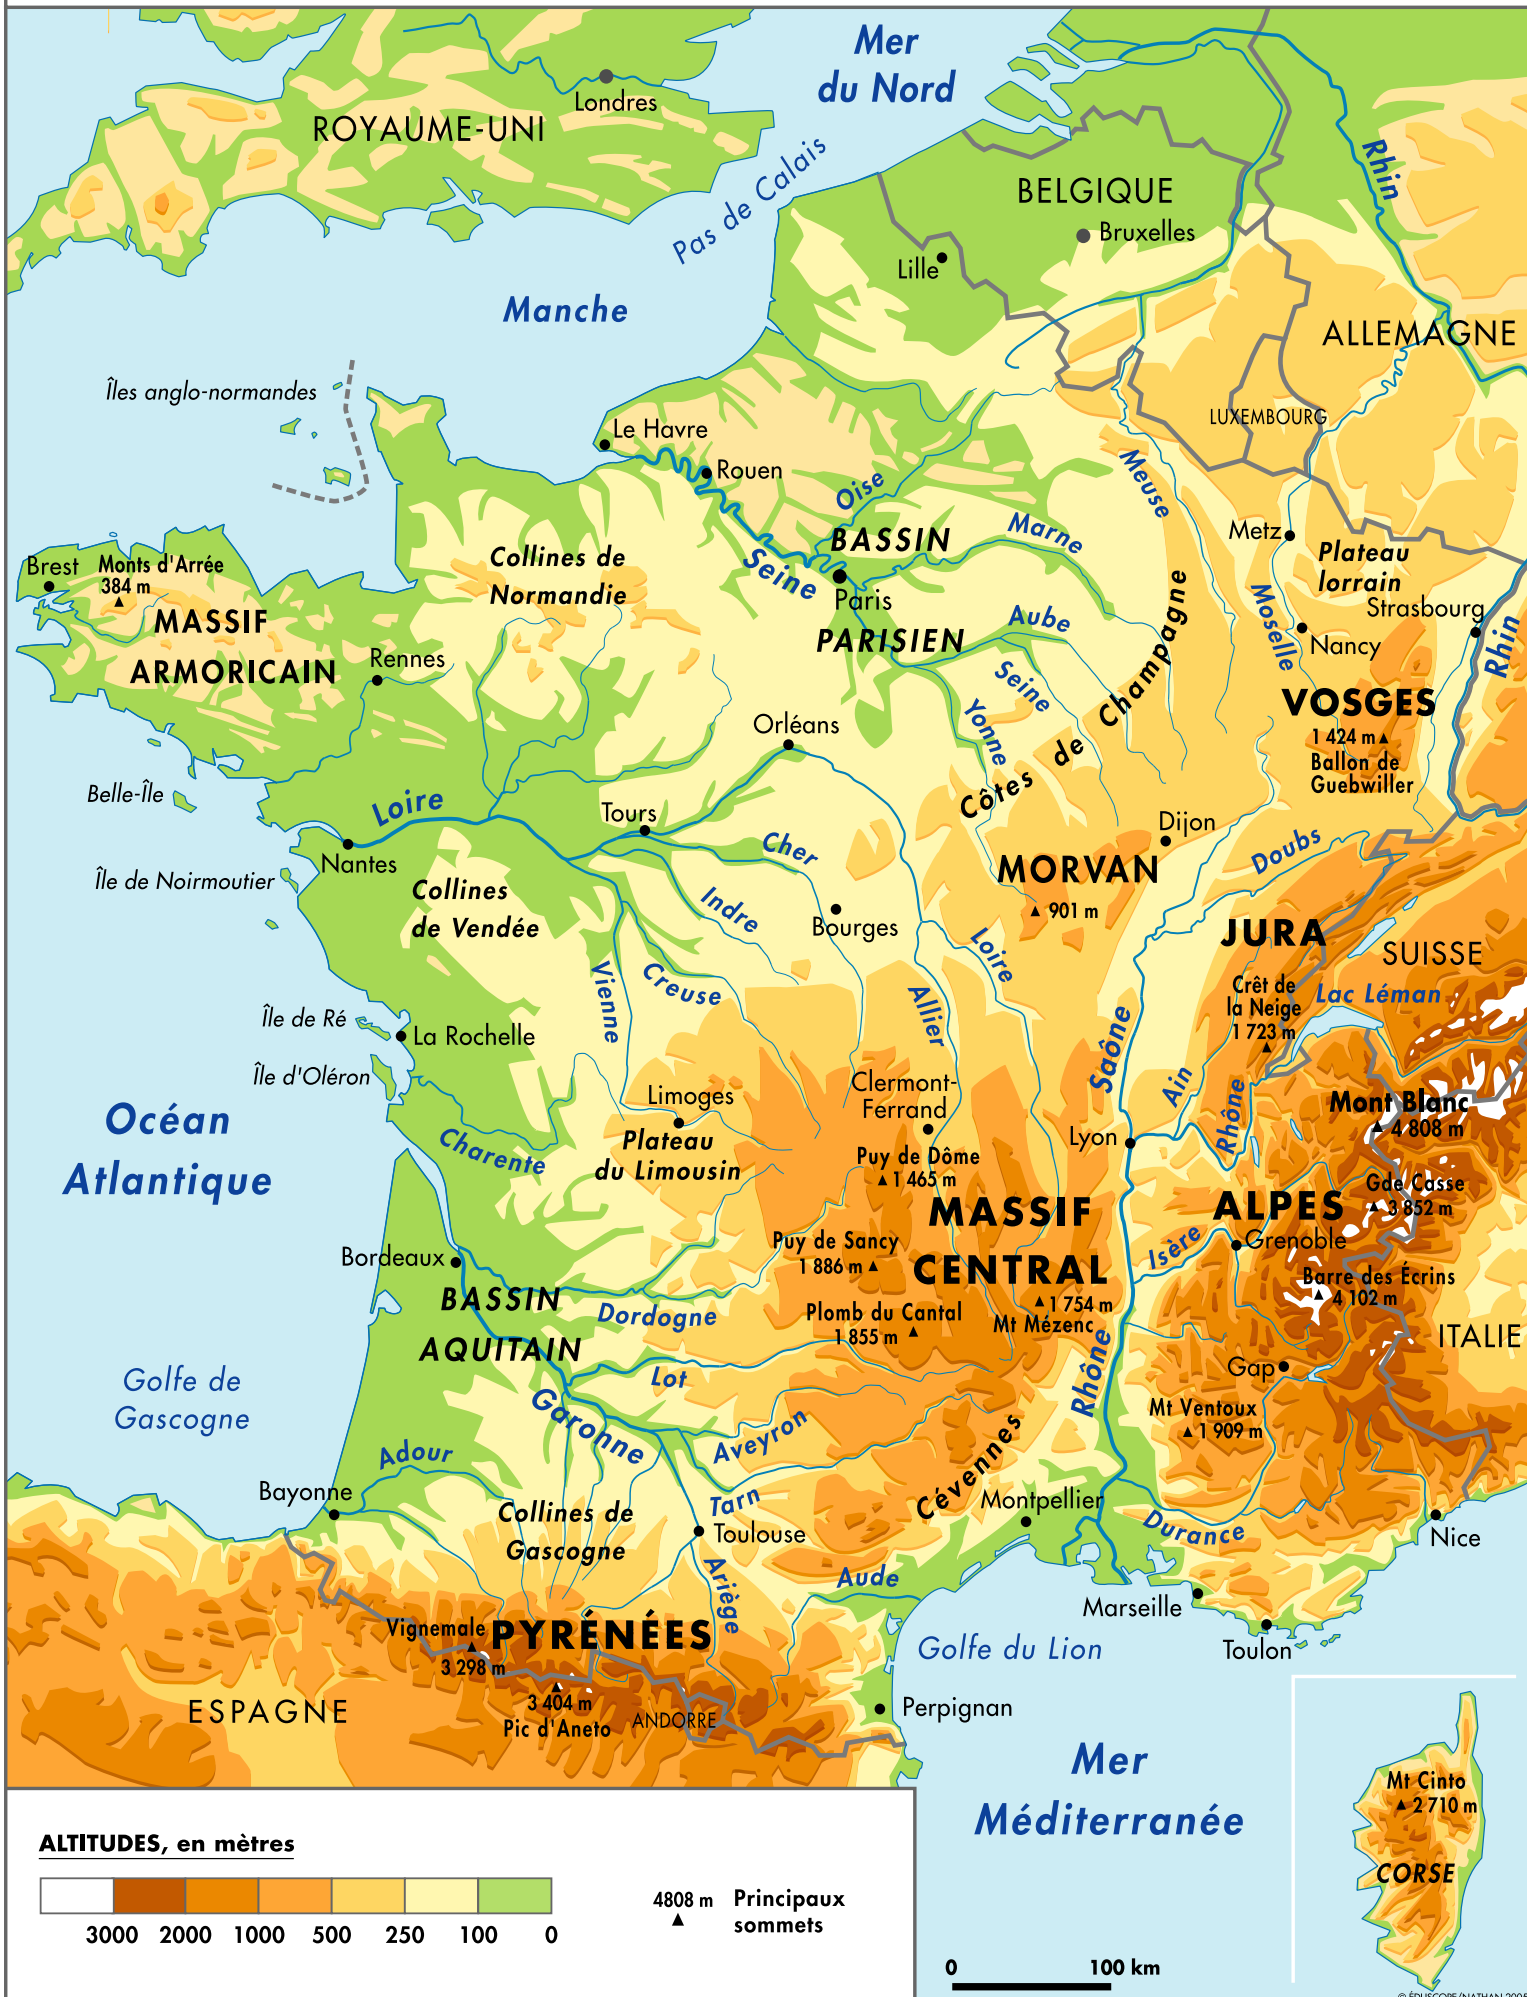 Mer
du Nord
Londres
ROYAUME-UNI
Pas de Calais
Rhin
BELGIQUE
Bruxelles
Lille
Manche
ALLEMAGNE
Îles anglo-normandes
LUXEMBOURG
Le Havre
Rouen
Oise
Meuse
BASSIN
Marne
Metz
Plateau
lorrain
Seine
Collines de
Normandie
Brest
Monts d'Arrée
384 m
MASSIF
ARMORICAIN
Paris
Aube
Moselle
Strasbourg
PARISIEN
Nancy
Rhin
Rennes
Seine
VOSGES
1 424 m
Ballon de
Guebwiller
Yonne
Orléans
Côtes de Champagne
Belle-Île
Loire
Tours
Dijon
Nantes
Cher
Doubs
MORVAN
901 m
Île de Noirmoutier
Collines
de Vendée
Indre
Bourges
JURA
Loire
SUISSE
Vienne
Creuse
Allier
Crêt de
la Neige
1 723 m
Lac Léman
Île de Ré
La Rochelle
Saône
Île d'Oléron
Ain
Clermont-
Ferrand
Limoges
Rhône
Mont Blanc
4 808 m
Océan
Atlantique
Charente
Plateau
du Limousin
Lyon
Puy de Dôme
1 465 m
MASSIF
CENTRAL
ALPES
Gde Casse
3 852 m
Isère
Grenoble
Puy de Sancy
1 886 m
Bordeaux
Barre des Écrins
4 102 m
BASSIN
AQUITAIN
Dordogne
Plomb du Cantal
1 855 m
1 754 m
Mt Mézenc
ITALIE
Golfe de
Gascogne
Lot
Rhône
Gap
Garonne
Aveyron
Mt Ventoux
1 909 m
Adour
Cévennes
Bayonne
Tarn
Montpellier
Collines de
Gascogne
Toulouse
Durance
Nice
Ariège
Aude
Marseille
Vignemale
3 298 m
PYRÉNÉES
Golfe du Lion
Toulon
ESPAGNE
3 404 m
Pic d'Aneto
ANDORRE
Perpignan
Mer
Méditerranée
Mt Cinto
2 710 m
CORSE
ALTITUDES, en mètres
3000 2000 1000 500 250 100 0
4808 m
Principaux
sommets
0 100 km
© ÉDUSCOPE/NATHAN 2005